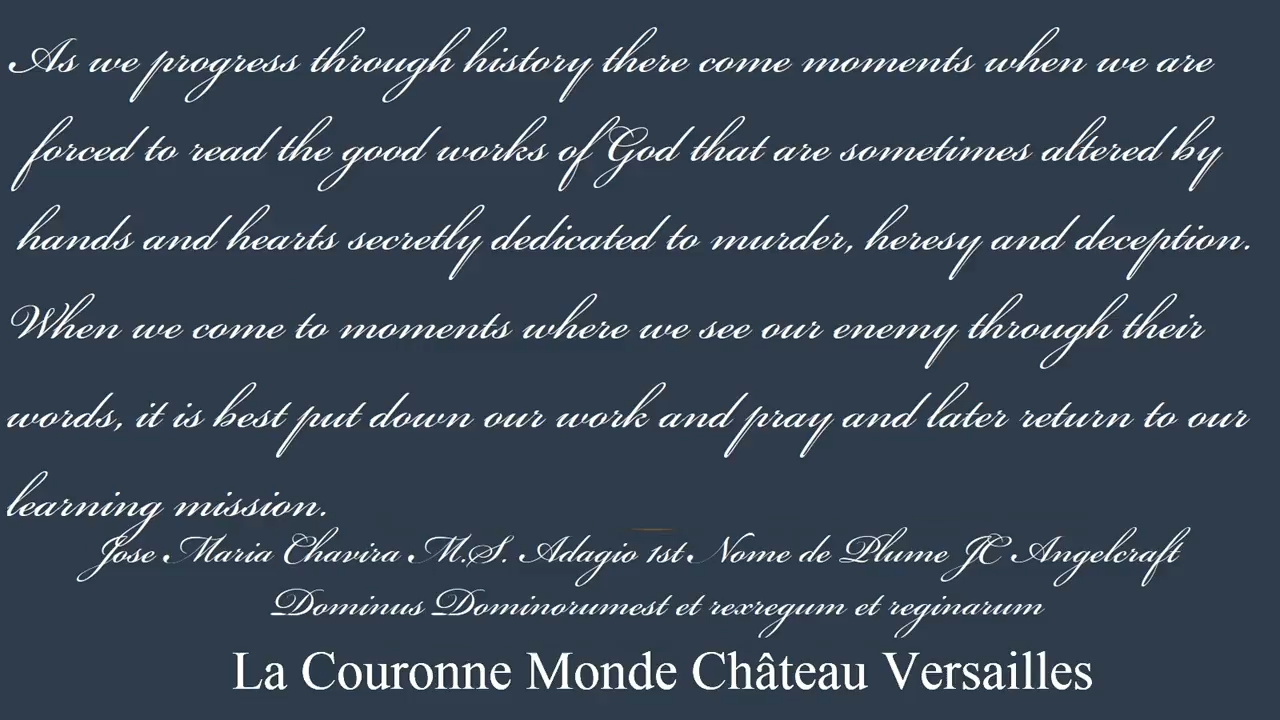 As we progress through history there come moments when we are
forced to read the good works of God that are sometimes altered by
hands and hearts secretly dedicated to murder, heresy and deception.
When we come to moments where we see our enemy through their
words, it is best put down our work and pray and later return to our
learning mission.
Jose Maria Chavira M.S. Adagio 1st Nome de Plume JC Angelcraft
Dominus Dominorumest et rexregum et reginarum
La Couronne Monde Château Versailles